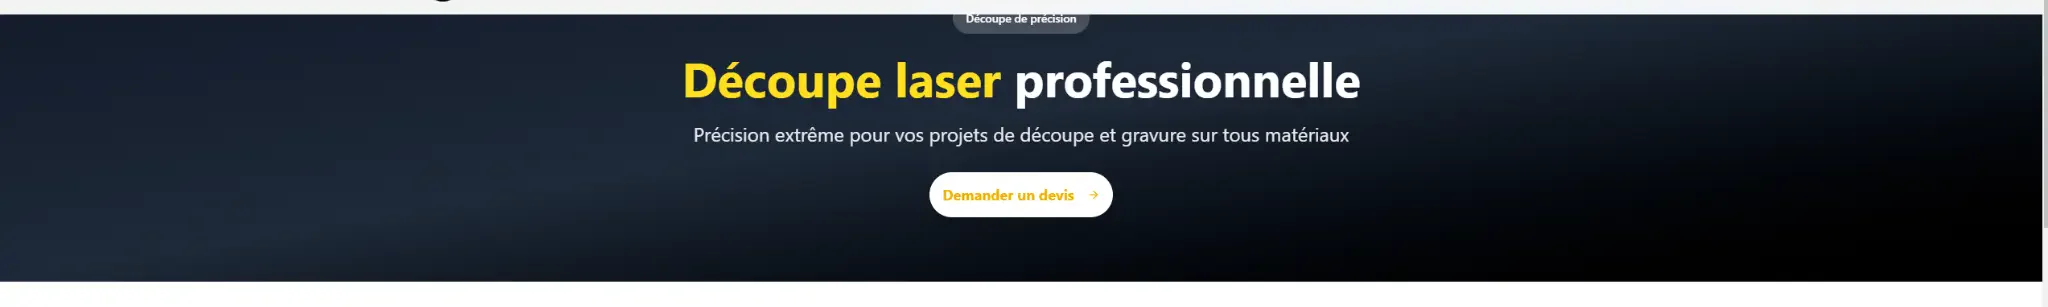 Découpe de précision
Découpe laser professionnelle
Précision extrême pour vos projets de découpe et gravure sur tous matériaux
Demander un devis →